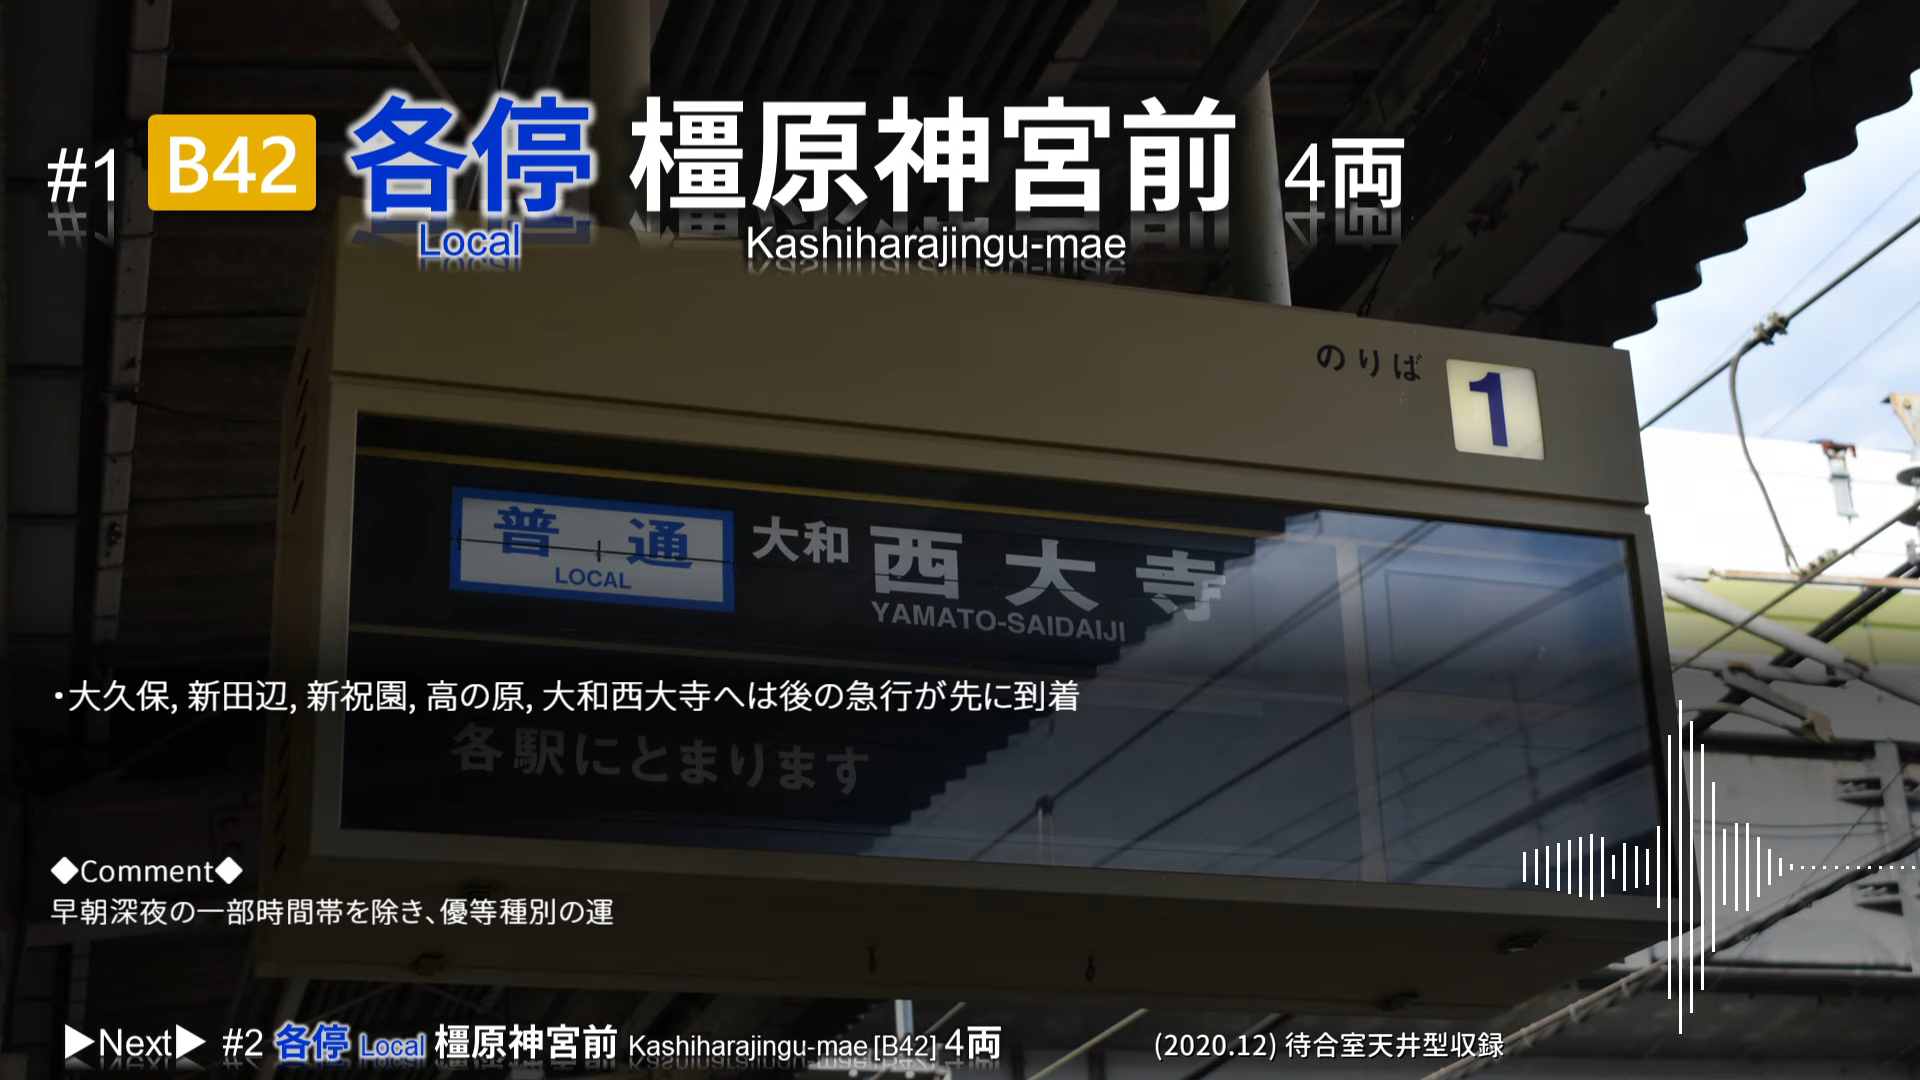 #1 B42 各停 橿原神宮前 4両
Local Kashiharajingu-mae
のりば 1
普通 大和西大寺
LOCAL YAMATO-SAIDAIJI
・大久保, 新田辺, 新祝園, 高の原, 大和西大寺へは後の急行が先に到着
各駅にとまります
◆Comment◆
早朝深夜の一部時間帯を除き、優等種別の運
▶Next▶ #2 各停 Local 橿原神宮前 Kashiharajingu-mae [B42] 4両
(2020.12) 待合室天井型収録